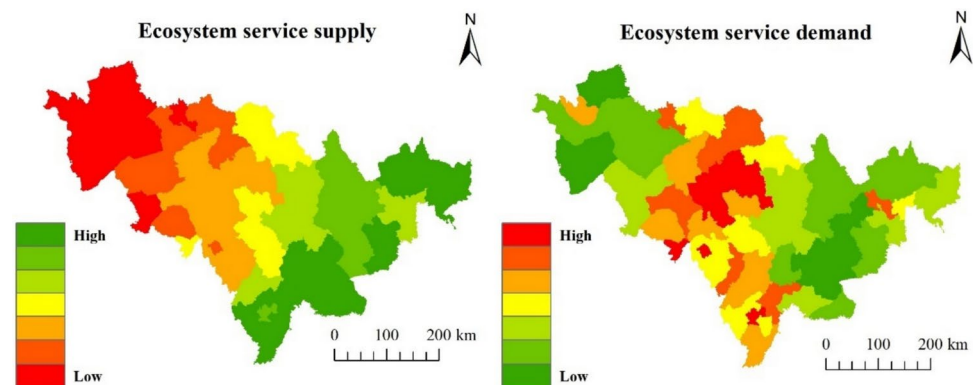 Ecosystem service supply
N
High
Low
0 100 200 km
Ecosystem service demand
N
High
Low
0 100 200 km